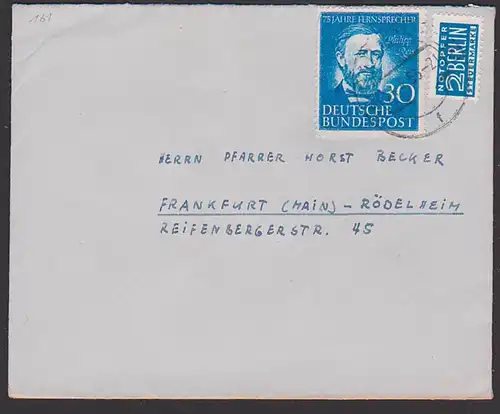 161
75 JAHRE FERNSPRECHER
Philipp
Reis
30
DEUTSCHE
BUNDESPOST
NOTOPFER
2 BERLIN
STEUERMARKE
f
HERRN PFARRER HORST BECKER
FRANKFURT (MAIN) - RÖDELHEIM
REIFENBERGERSTR. 45